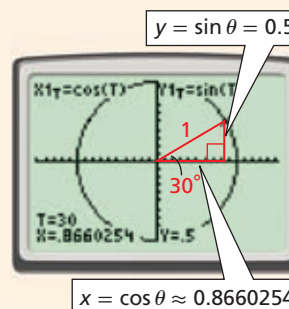 y = sin θ = 0.5
X1T=cos(T) Y1T=sin(T
1
30°
T=30
X=.8660254 Y=.5
x = cos θ ≈ 0.8660254